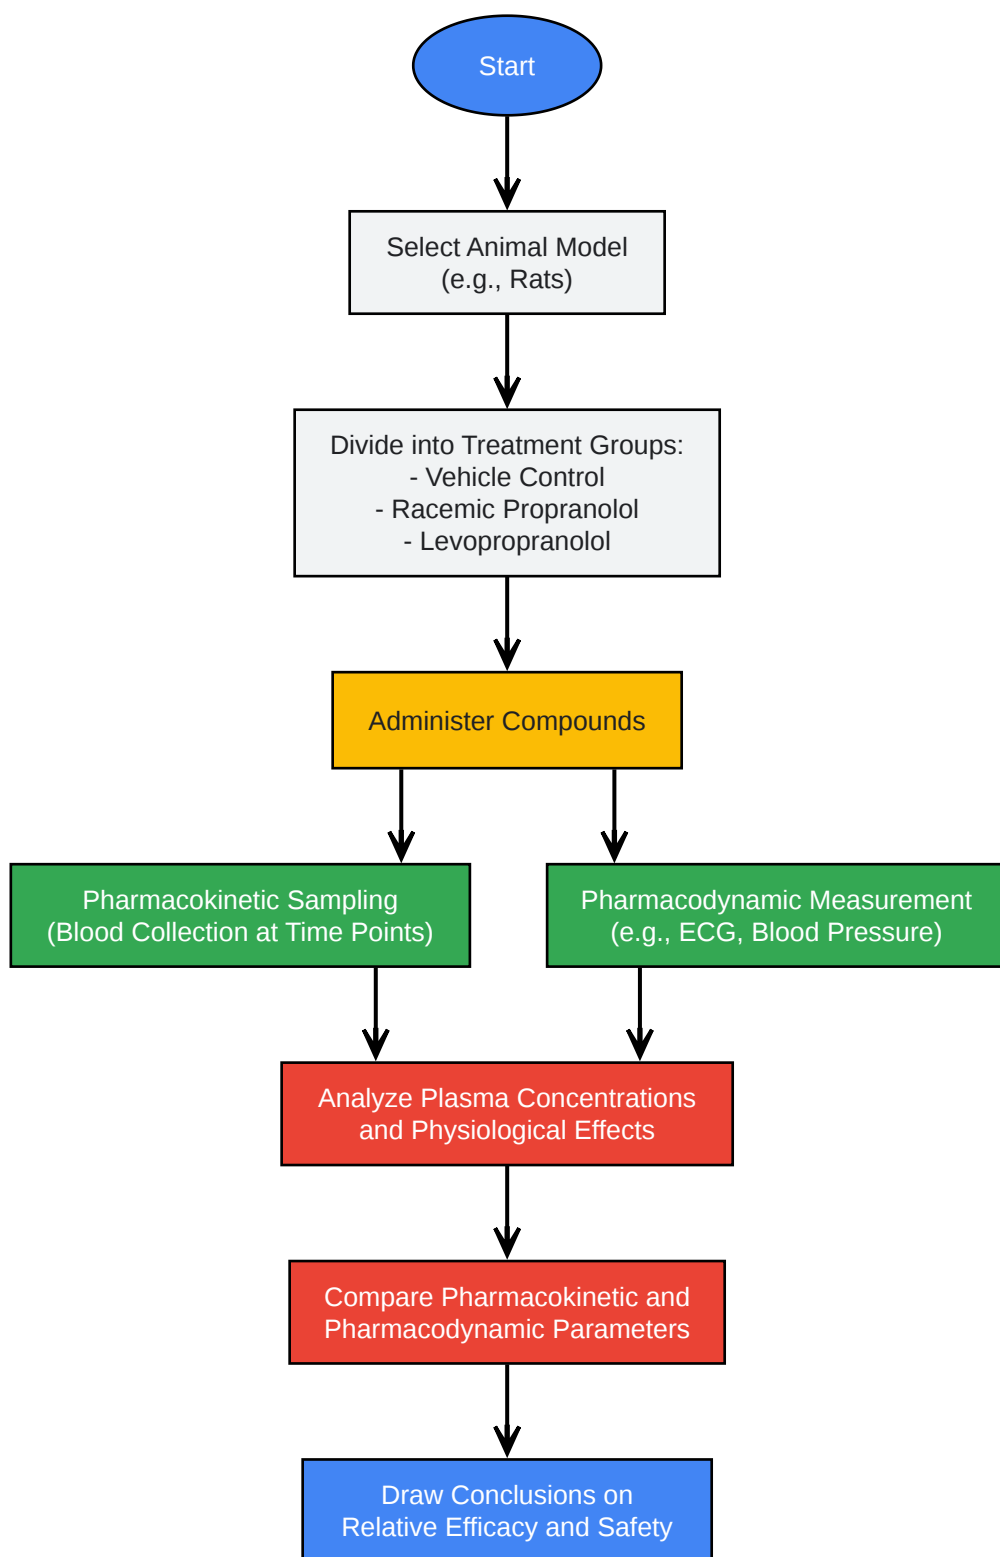 Start
Select Animal Model
(e.g., Rats)
Divide into Treatment Groups:
- Vehicle Control
- Racemic Propranolol
- Levopropranolol
Administer Compounds
Pharmacokinetic Sampling
(Blood Collection at Time Points)
Pharmacodynamic Measurement
(e.g., ECG, Blood Pressure)
Analyze Plasma Concentrations
and Physiological Effects
Compare Pharmacokinetic and
Pharmacodynamic Parameters
Draw Conclusions on
Relative Efficacy and Safety